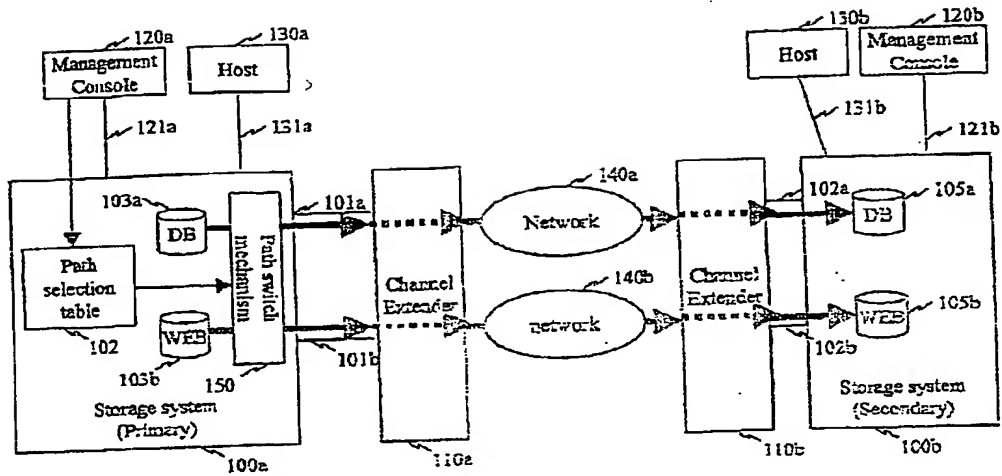 120a
Management
Console
130a
Host
121a
131a
130b
Host
120b
Management
Console
131b
121b
103a
DB
Path
selection
table
102
WEB
103b
Path switch
mechanism
150
Storage system
(Primary)
100a
101a
101b
Channel
Extender
110a
140a
Network
140b
network
Channel
Extender
110b
102a
102b
DB
105a
WEB
105b
Storage system
(Secondary)
100b